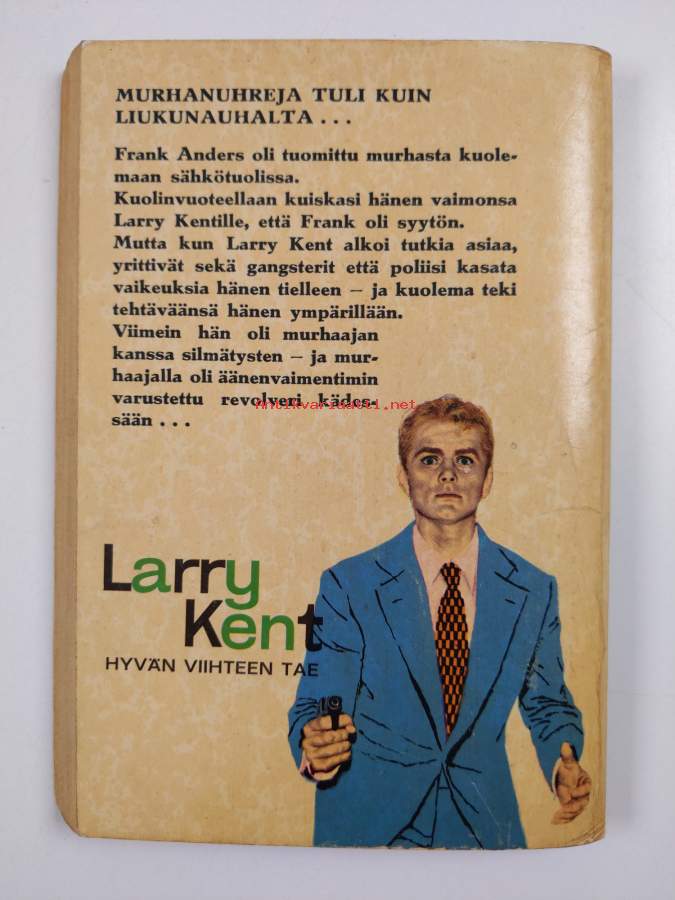 MURHANUHREJA TULI KUIN
LIUKUNAUHALTA . . .
Frank Anders oli tuomittu murhasta kuole-
maan sähkötuolissa.
Kuolinvuoteellaan kuiskasi hänen vaimonsa
Larry Kentille, että Frank oli syytön.
Mutta kun Larry Kent alkoi tutkia asiaa,
yrittivät sekä gangsterit että poliisi kasata
vaikeuksia hänen tielleen — ja kuolema teki
tehtäväänsä hänen ympärillään.
Viimein hän oli murhaajan
kanssa silmätysten — ja mur-
haajalla oli äänenvaimentimin
varustettu revolveri kädes-
sään . . .
Antikvariaatti.net
Larry
Kent
HYVÄN VIIHTEEN TAE